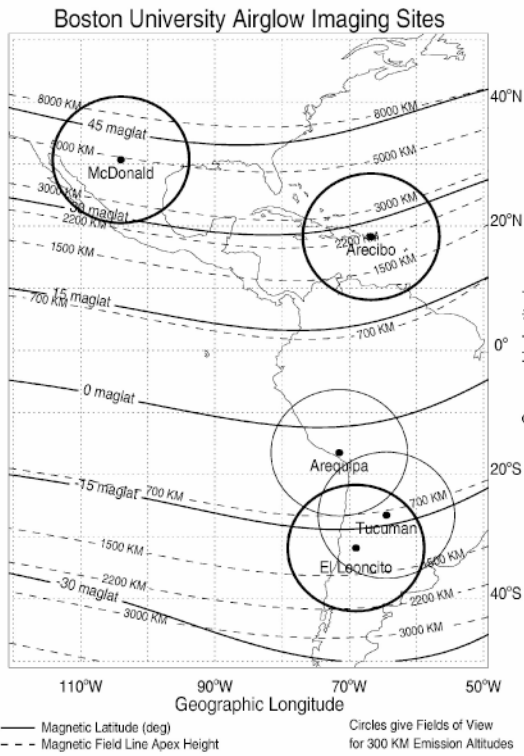 Boston University Airglow Imaging Sites
8000 KM
8000 KM
40°N
45 maglat
5000 KM
5000 KM
McDonald
3000 KM
3000 KM
30 maglat
2200 KM
20°N
2200 KM
Arecibo
1500 KM
1500 KM
15 maglat
700 KM
700 KM
0°
0 maglat
Arequipa
20°S
-15 maglat
700 KM
700 KM
Tucuman
1500 KM
El Leoncito
1500 KM
2200 KM
2200 KM
40°S
-30 maglat
3000 KM
3000 KM
110°W 90°W 70°W 50°W
Geographic Longitude
Magnetic Latitude (deg)
Magnetic Field Line Apex Height
Circles give Fields of View
for 300 KM Emission Altitudes